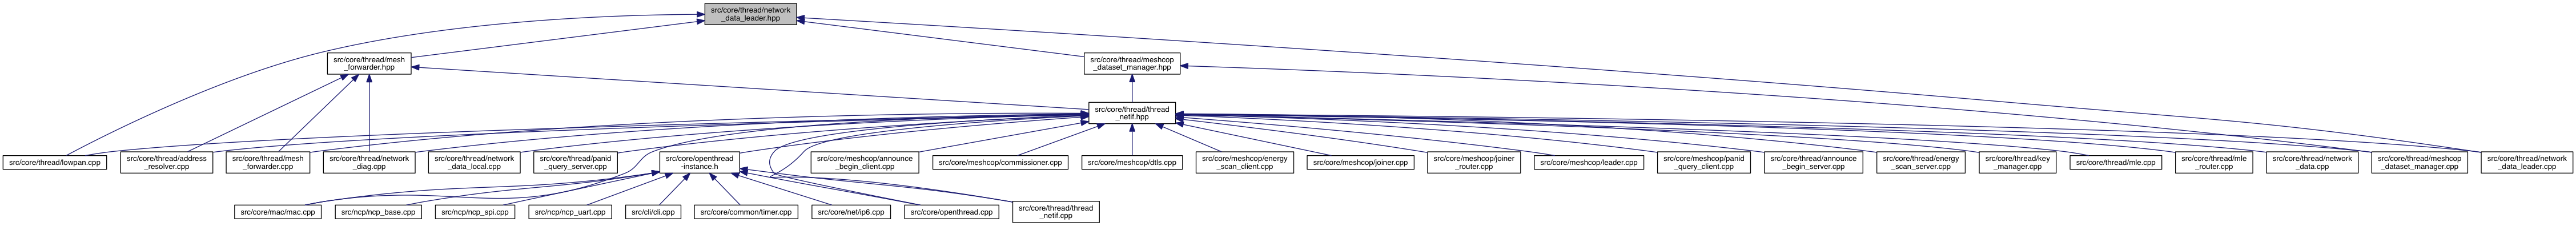 src/core/thread/network
_data_leader.hpp
src/core/thread/mesh
_forwarder.hpp
src/core/thread/meshcop
_dataset_manager.hpp
src/core/thread/thread
_netif.hpp
src/core/thread/lowpan.cpp
src/core/thread/address
_resolver.cpp
src/core/thread/mesh
_forwarder.cpp
src/core/thread/network
_diag.cpp
src/core/thread/network
_data_local.cpp
src/core/thread/panid
_query_server.cpp
src/core/openthread
-instance.h
src/core/meshcop/announce
_begin_client.cpp
src/core/meshcop/commissioner.cpp
src/core/meshcop/dtls.cpp
src/core/meshcop/energy
_scan_client.cpp
src/core/meshcop/joiner.cpp
src/core/meshcop/joiner
_router.cpp
src/core/meshcop/leader.cpp
src/core/meshcop/panid
_query_client.cpp
src/core/thread/announce
_begin_server.cpp
src/core/thread/energy
_scan_server.cpp
src/core/thread/key
_manager.cpp
src/core/thread/mle.cpp
src/core/thread/mle
_router.cpp
src/core/thread/network
_data.cpp
src/core/thread/meshcop
_dataset_manager.cpp
src/core/thread/network
_data_leader.cpp
src/core/mac/mac.cpp
src/ncp/ncp_base.cpp
src/ncp/ncp_spi.cpp
src/ncp/ncp_uart.cpp
src/cli/cli.cpp
src/core/common/timer.cpp
src/core/net/ip6.cpp
src/core/openthread.cpp
src/core/thread/thread
_netif.cpp